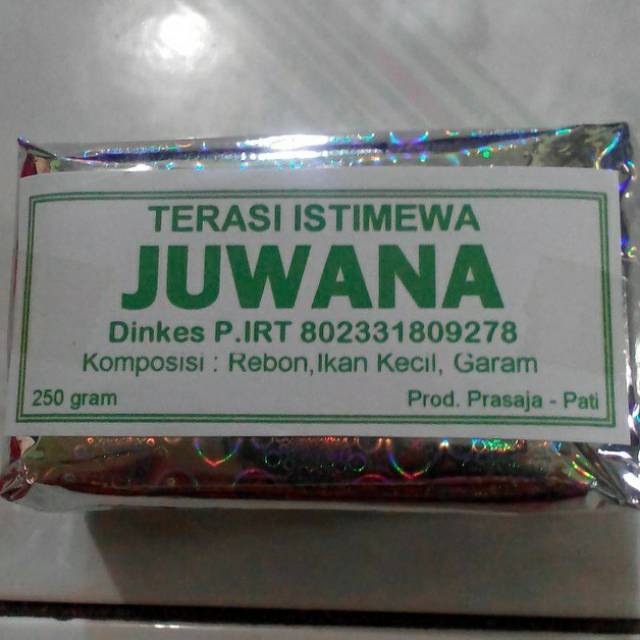 TERASI ISTIMEWA
JUWANA
Dinkes P.IRT 802331809278
Komposisi : Rebon,Ikan Kecil, Garam
250 gram
Prod. Prasaja - Pati